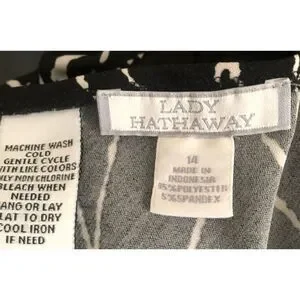 LADY
HATHAWAY
14
MADE IN
INDONESIA
95%POLYESTER
5%SPANDEX
MACHINE WASH
COLD
GENTLE CYCLE
WITH LIKE COLORS
ONLY NON CHLORINE
BLEACH WHEN
NEEDED
HANG OR LAY
FLAT TO DRY
COOL IRON
IF NEED